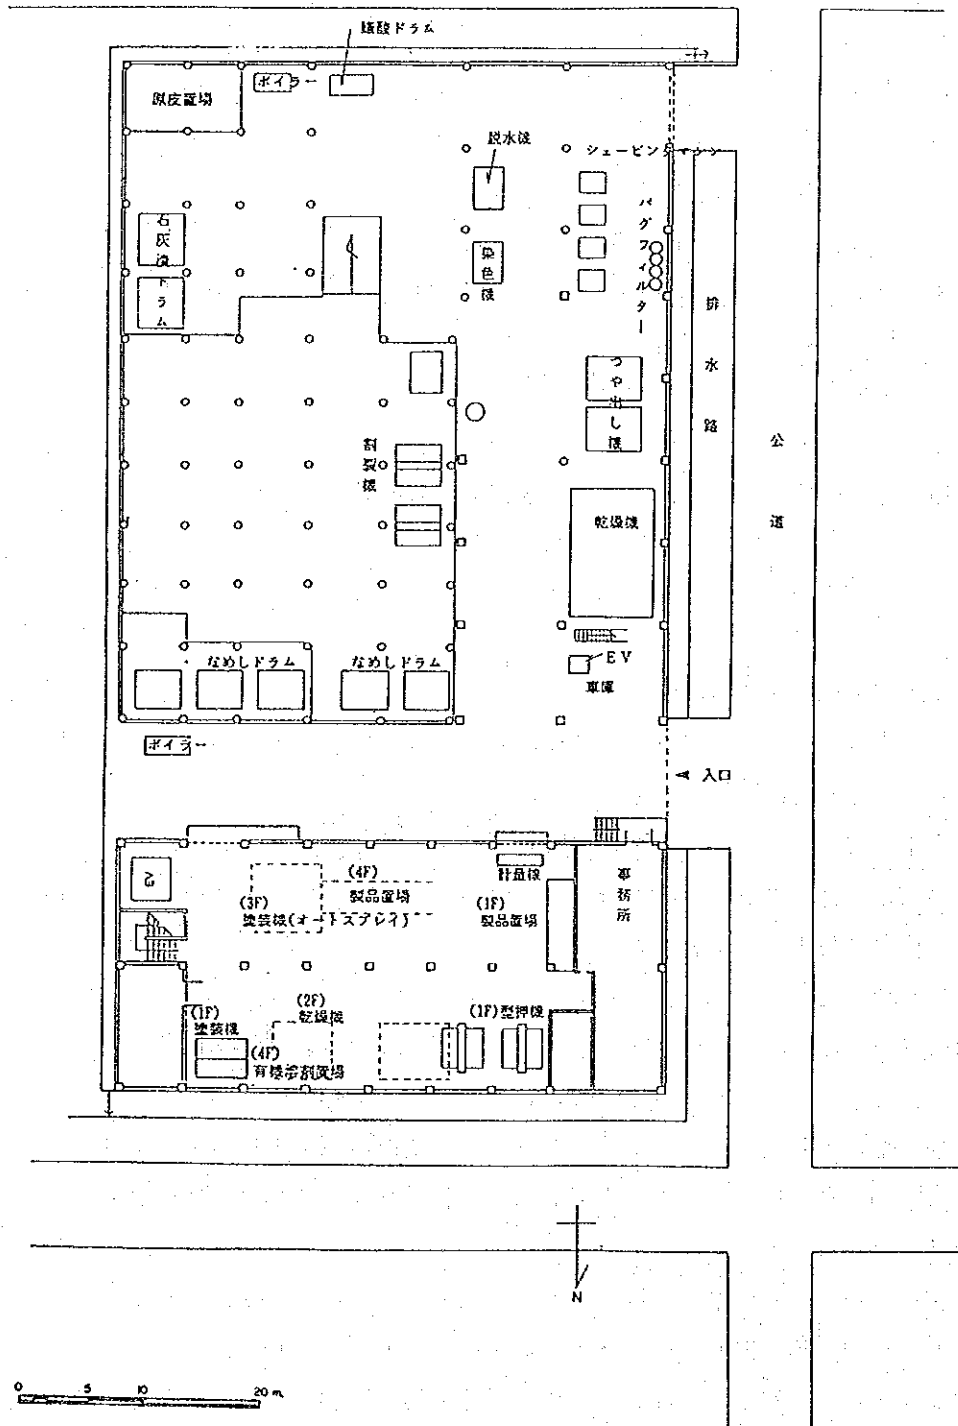 ボイラー
原皮置場
脱水機
シェービングマシン
石灰漬
ドラム
染色機
バグフィルター
排水路
公道
つや出し機
割裂機
乾燥機
なめしドラム
なめしドラム
EV
車庫
ボイラー
入口
(4F)
製品置場
(3F)
塗装機(オートスプレイ)
計量機
(1F)
製品置場
事務所
(1F)
塗装機
(2F)
乾燥機
(4F)
有機溶剤置場
(1F)型押機
N
0 5 10 20 m